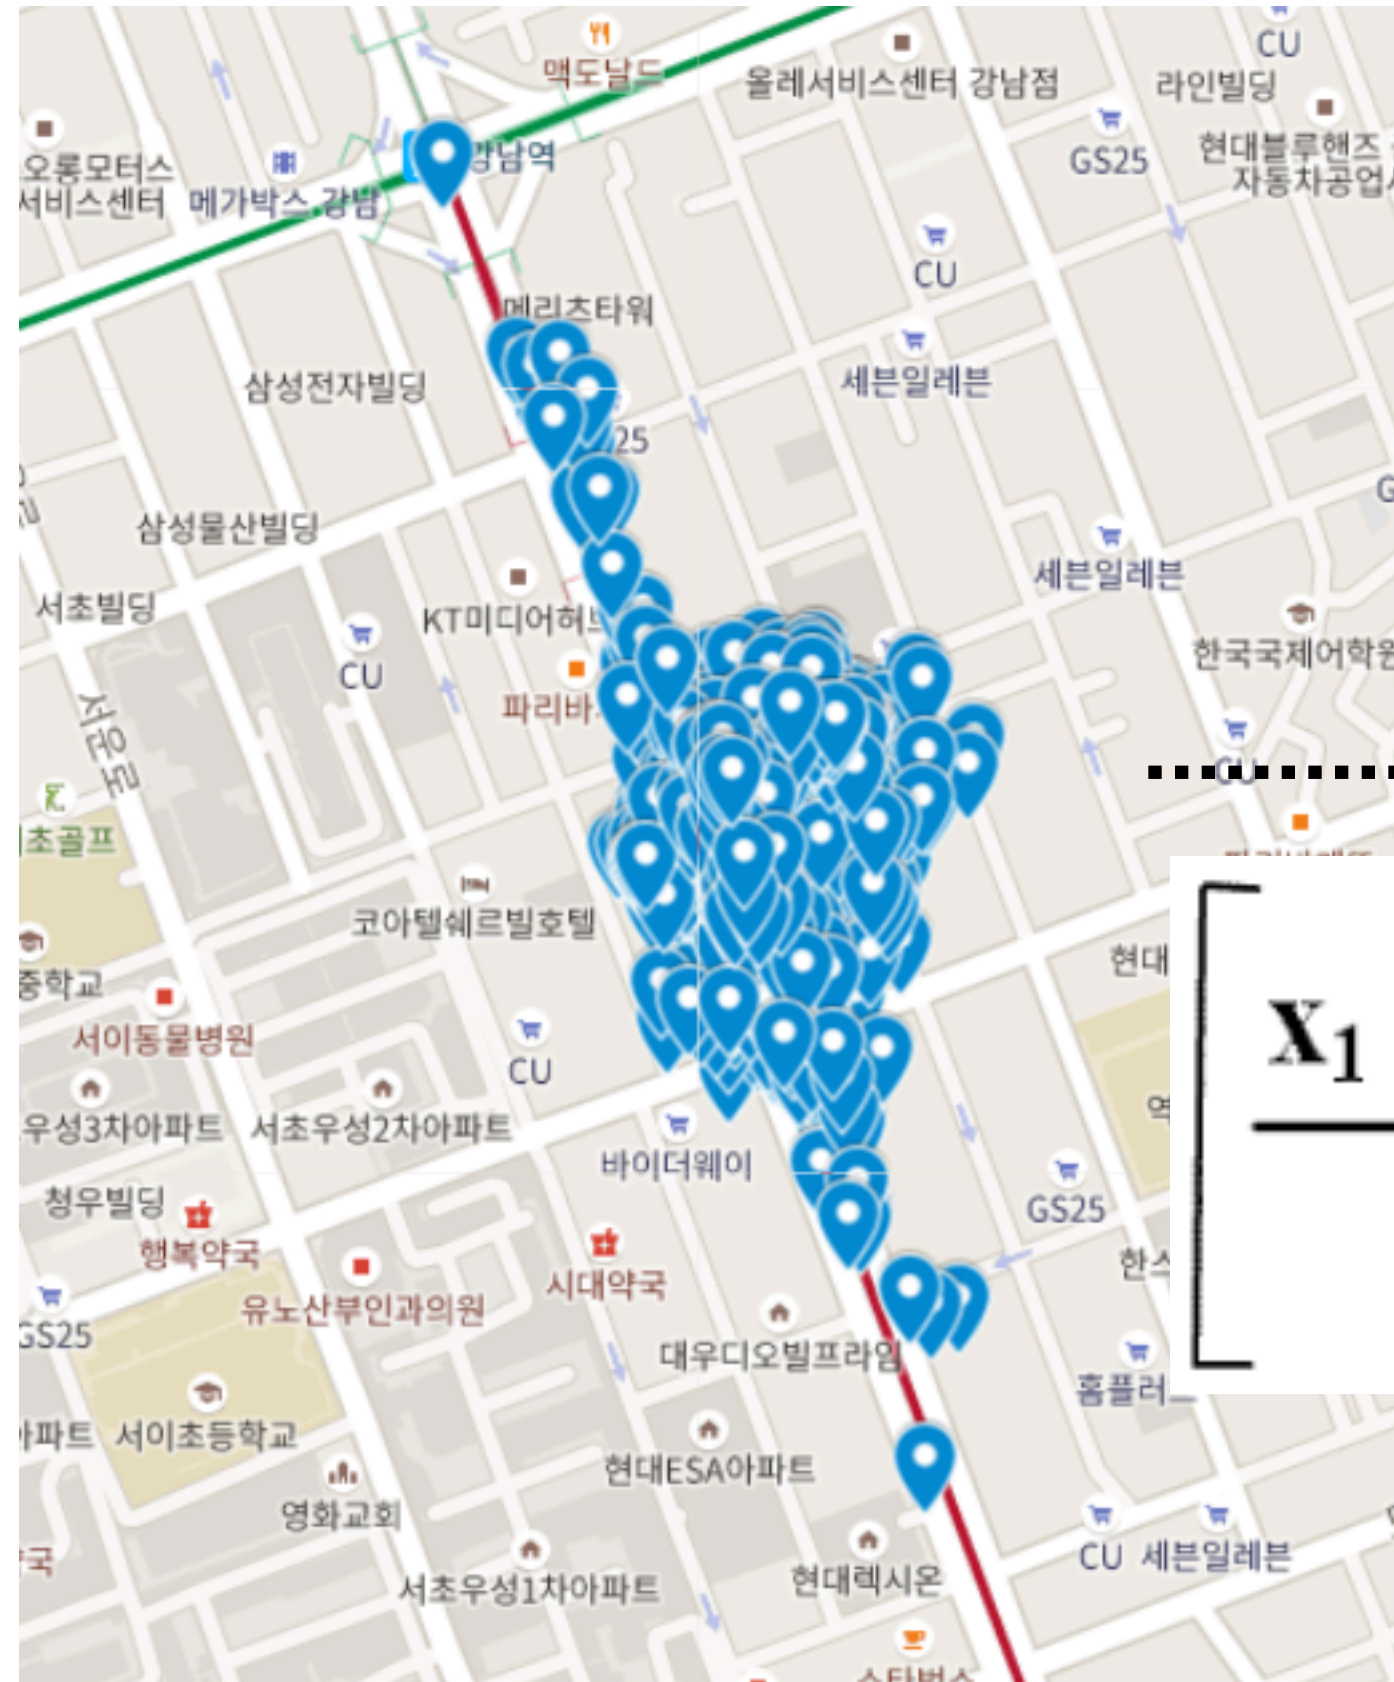 맥도날드
CU
올레서비스센터 강남점
라인빌딩
GS25
현대블루핸즈
자동차공업
오롱모터스
서비스센터
메가박스 강남
강남역
CU
메리츠타워
삼성전자빌딩
세븐일레븐
25
삼성물산빌딩
세븐일레븐
서초빌딩
KT미디어허브
한국국제어학원
CU
파리바
서운로
CU
초골프
코아텔쉐르빌호텔
현대
중학교
서이동물병원
x1
CU
역
우성3차아파트
서초우성2차아파트
바이더웨이
청우빌딩
GS25
행복약국
한스
시대약국
유노산부인과의원
GS25
대우디오빌프라임
홈플러스
아파트
서이초등학교
현대ESA아파트
영화교회
국
CU
세븐일레븐
서초우성1차아파트
현대렉시온
스타벅스